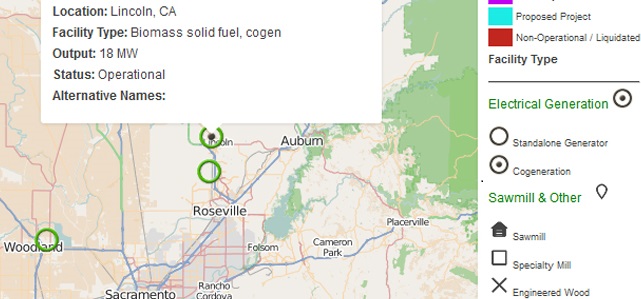 Location: Lincoln, CA
Facility Type: Biomass solid fuel, cogen
Output: 18 MW
Status: Operational
Alternative Names:
Lincoln
Auburn
Roseville
Woodland
Placerville
Folsom
Cameron
Park
Rancho
Cordova
Sacramento
Proposed Project
Non-Operational / Liquidated
Facility Type
Electrical Generation
Standalone Generator
Cogeneration
Sawmill & Other
Sawmill
Specialty Mill
Engineered Wood